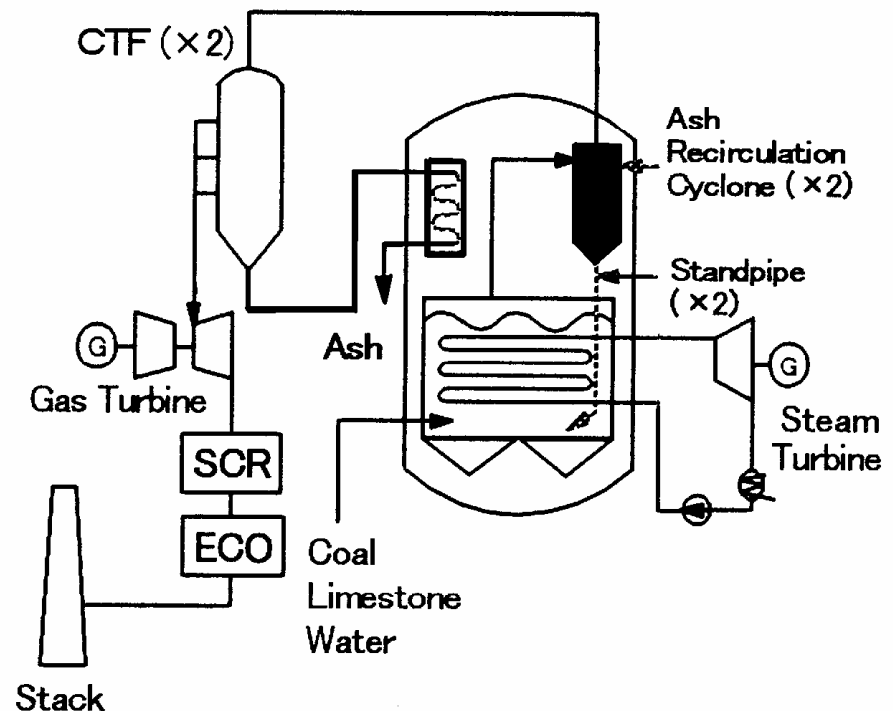 CTF (×2)
Ash
Recirculation
Cyclone (×2)
Standpipe
(×2)
Ash
G
Gas Turbine
G
Steam
Turbine
SCR
ECO
Coal
Limestone
Water
Stack